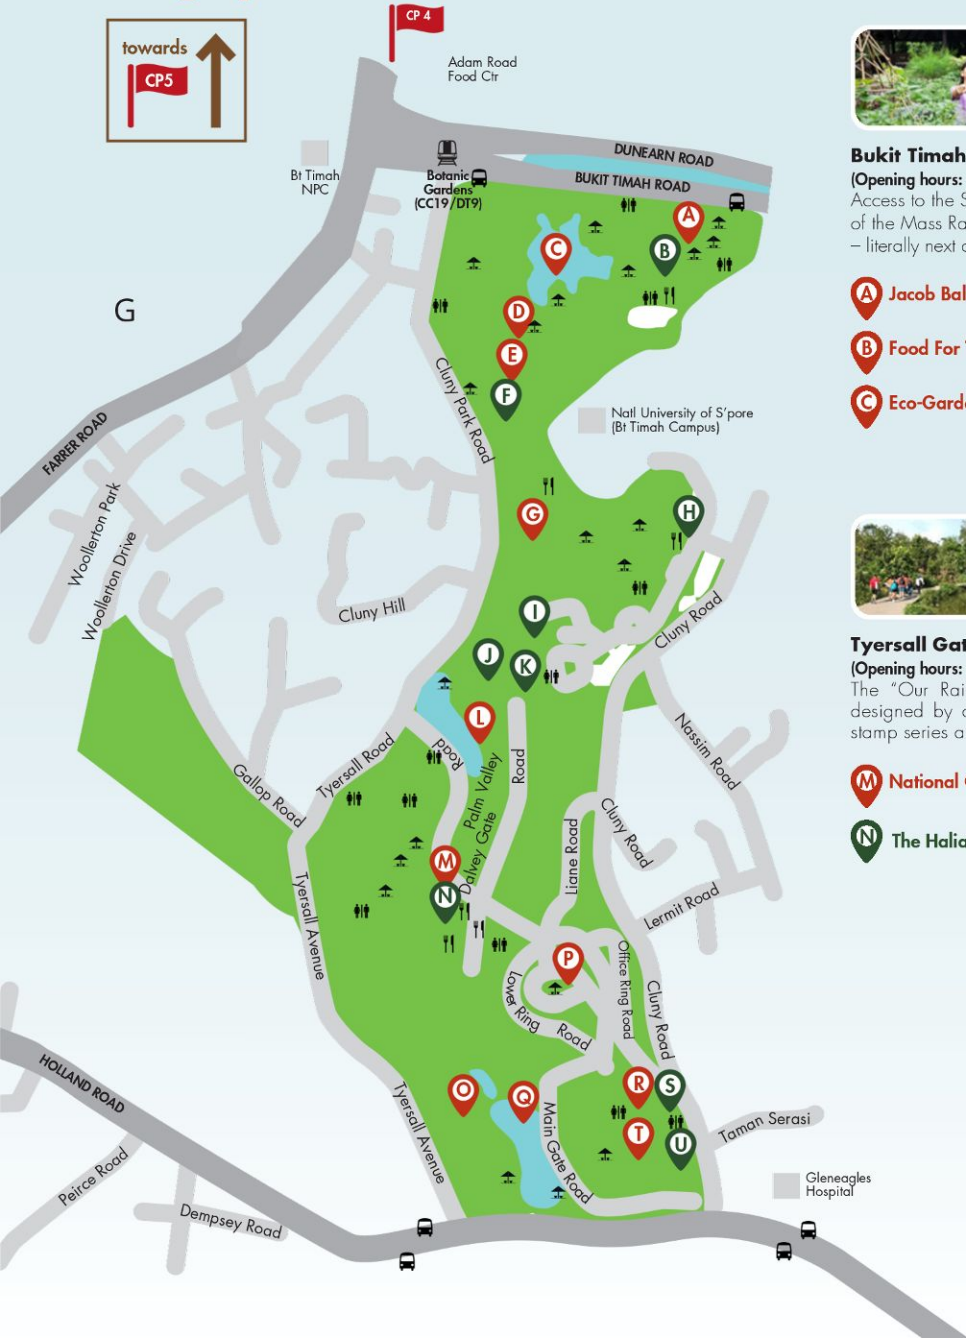 CP 4
towards
CP5
Adam Road
Food Ctr
Bt Timah
NPC
Botanic
Gardens
(CC19/DT9)
DUNEARN ROAD
BUKIT TIMAH ROAD
A
B
C
D
E
F
G
FARRER ROAD
Cluny Park Road
Natl University of S'pore
(Bt Timah Campus)
Woollerton Park
Woollerton Drive
G
H
Cluny Hill
I
J
K
L
Cluny Road
Nassim Road
Gallop Road
Tyersall Road
Road
Palm Valley
Road
Dalvey Gate
Liane Road
Cluny Road
Lermit Road
M
N
Tyersall Avenue
P
Lower Ring Road
Office Ring Road
Cluny Road
HOLLAND ROAD
O
Q
R
S
T
U
Tyersall Avenue
Main Gate Road
Taman Serasi
Peirce Road
Dempsey Road
Gleneagles
Hospital
Bukit Timah
(Opening hours:
Access to the S
of the Mass Ra
– literally next
A Jacob Bal
B Food For
C Eco-Garde
Tyersall Gat
(Opening hours:
The “Our Rai
designed by
stamp series a
M National
N The Halia